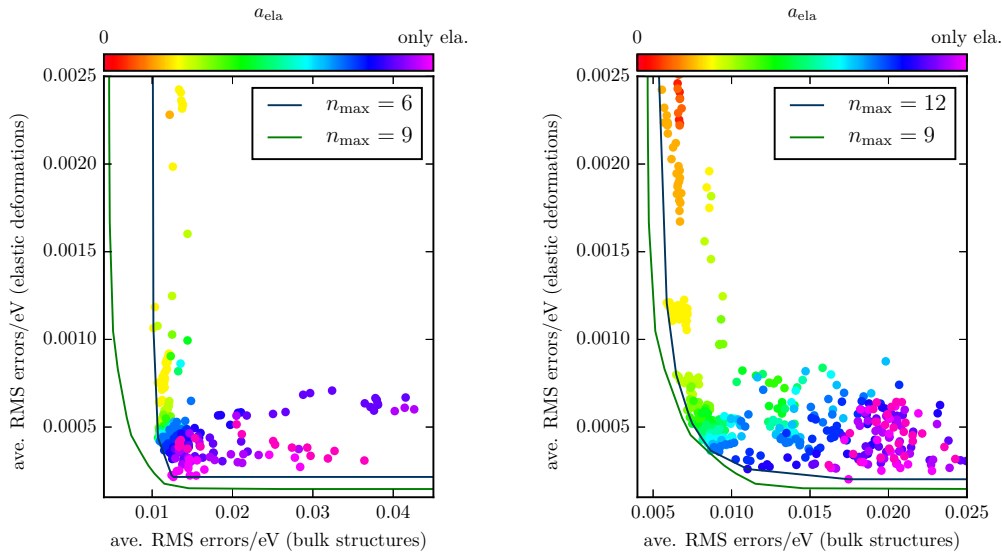 a_ela
0 only ela.
0.0025
0.0020
0.0015
0.0010
0.0005
ave. RMS errors/eV (elastic deformations)
n_max = 6
n_max = 9
0.01 0.02 0.03 0.04
ave. RMS errors/eV (bulk structures)
a_ela
0 only ela.
0.0025
0.0020
0.0015
0.0010
0.0005
ave. RMS errors/eV (elastic deformations)
n_max = 12
n_max = 9
0.005 0.010 0.015 0.020 0.025
ave. RMS errors/eV (bulk structures)